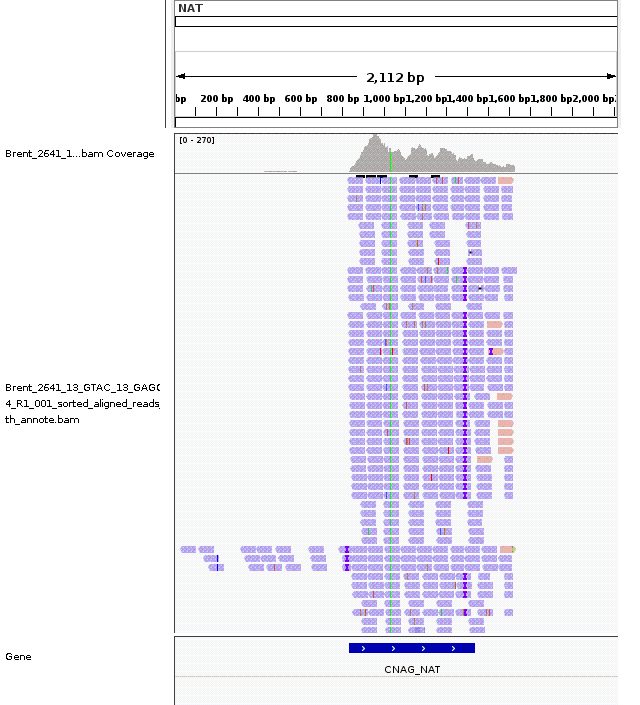 NAT
2,112 bp
bp 200 bp 400 bp 600 bp 800 bp 1,000 bp 1,200 bp 1,400 bp 1,600 bp 1,800 bp 2,000 bp
[0 - 270]
Brent_2641_1...bam Coverage
Brent_2641_13_GTAC_13_GAGC
4_R1_001_sorted_aligned_reads_
th_annote.bam
Gene
CNAG_NAT